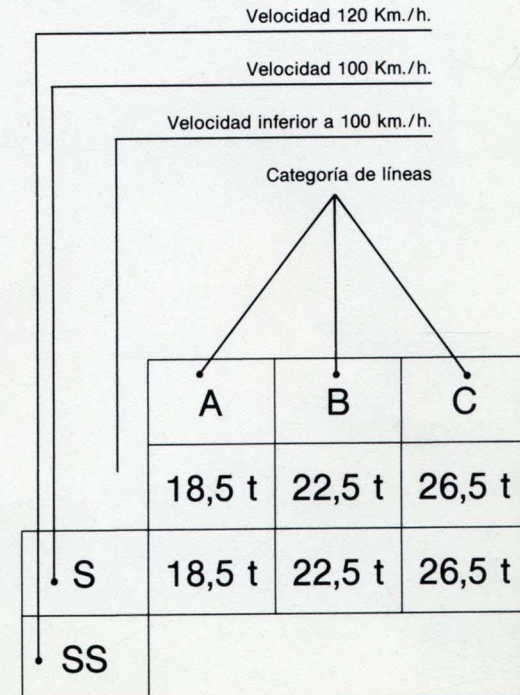 Velocidad 120 Km./h.
Velocidad 100 Km./h.
Velocidad inferior a 100 km./h.
Categoría de líneas
A B C
18,5 t 22,5 t 26,5 t
S 18,5 t 22,5 t 26,5 t
SS